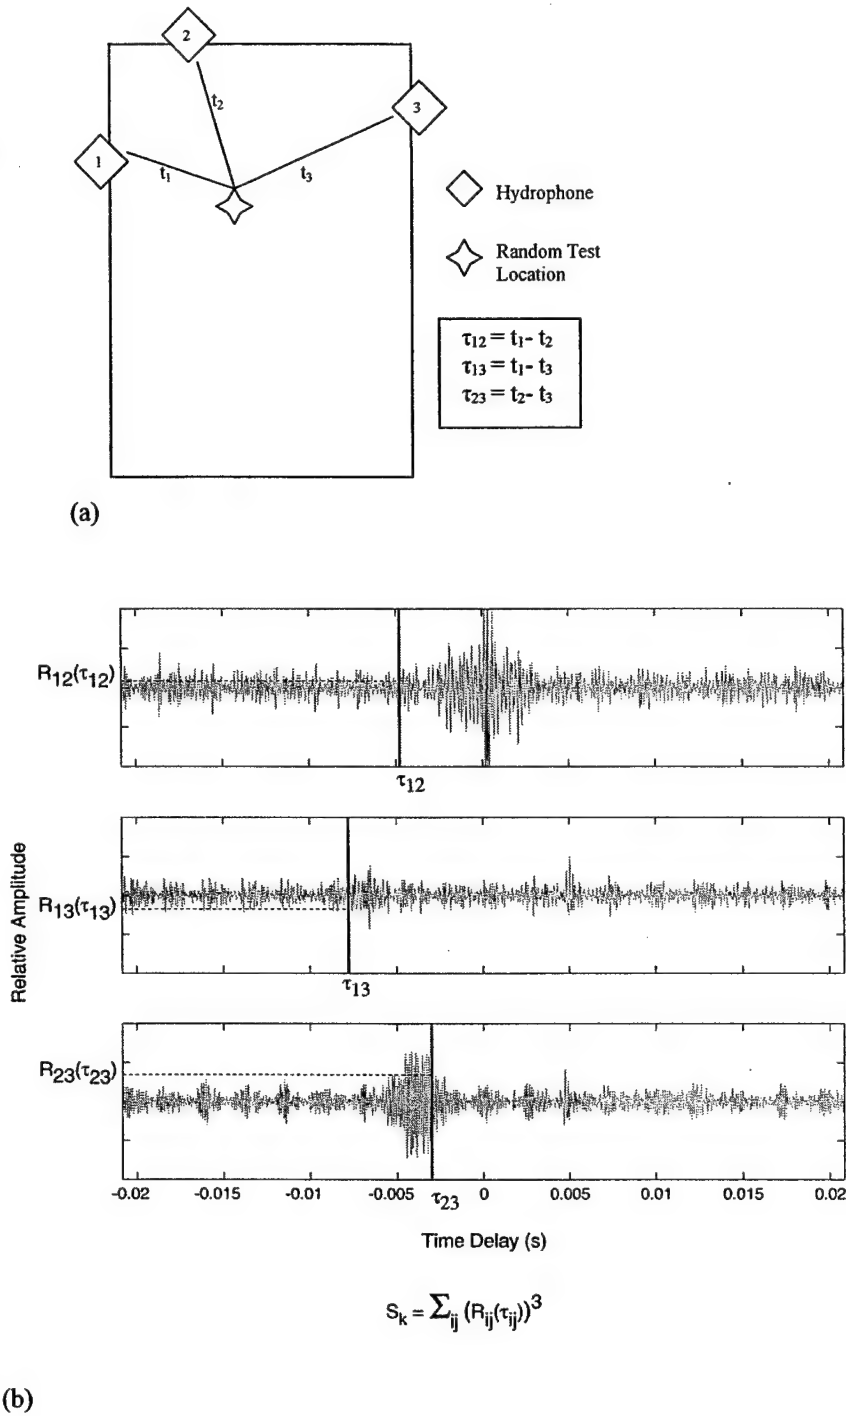 2
3
1
t2
t1
t3
Hydrophone
Random Test
Location
τ12 = t1- t2
τ13 = t1- t3
τ23 = t2- t3
(a)
R12(τ12)
τ12
Relative Amplitude
R13(τ13)
τ13
R23(τ23)
-0.02 -0.015 -0.01 -0.005 τ23 0 0.005 0.01 0.015 0.02
Time Delay (s)
Sk = Σij (Rij(τij))3
(b)